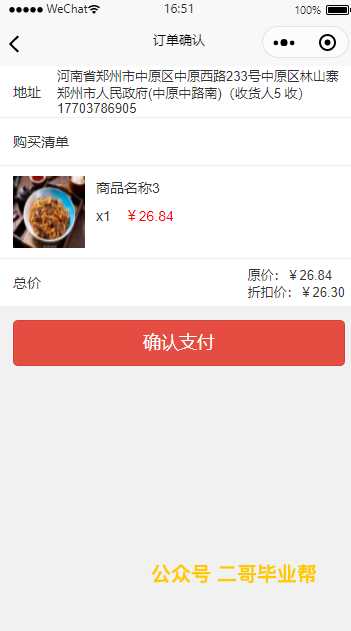 ●●●●● WeChat 16:51 100%
订单确认
地址
河南省郑州市中原区中原西路233号中原区林山寨
郑州市人民政府(中原中路南)（收货人5 收）
17703786905
购买清单
商品名称3
x1 ￥26.84
总价
原价：￥26.84
折扣价：￥26.30
确认支付
公众号 二哥毕业帮